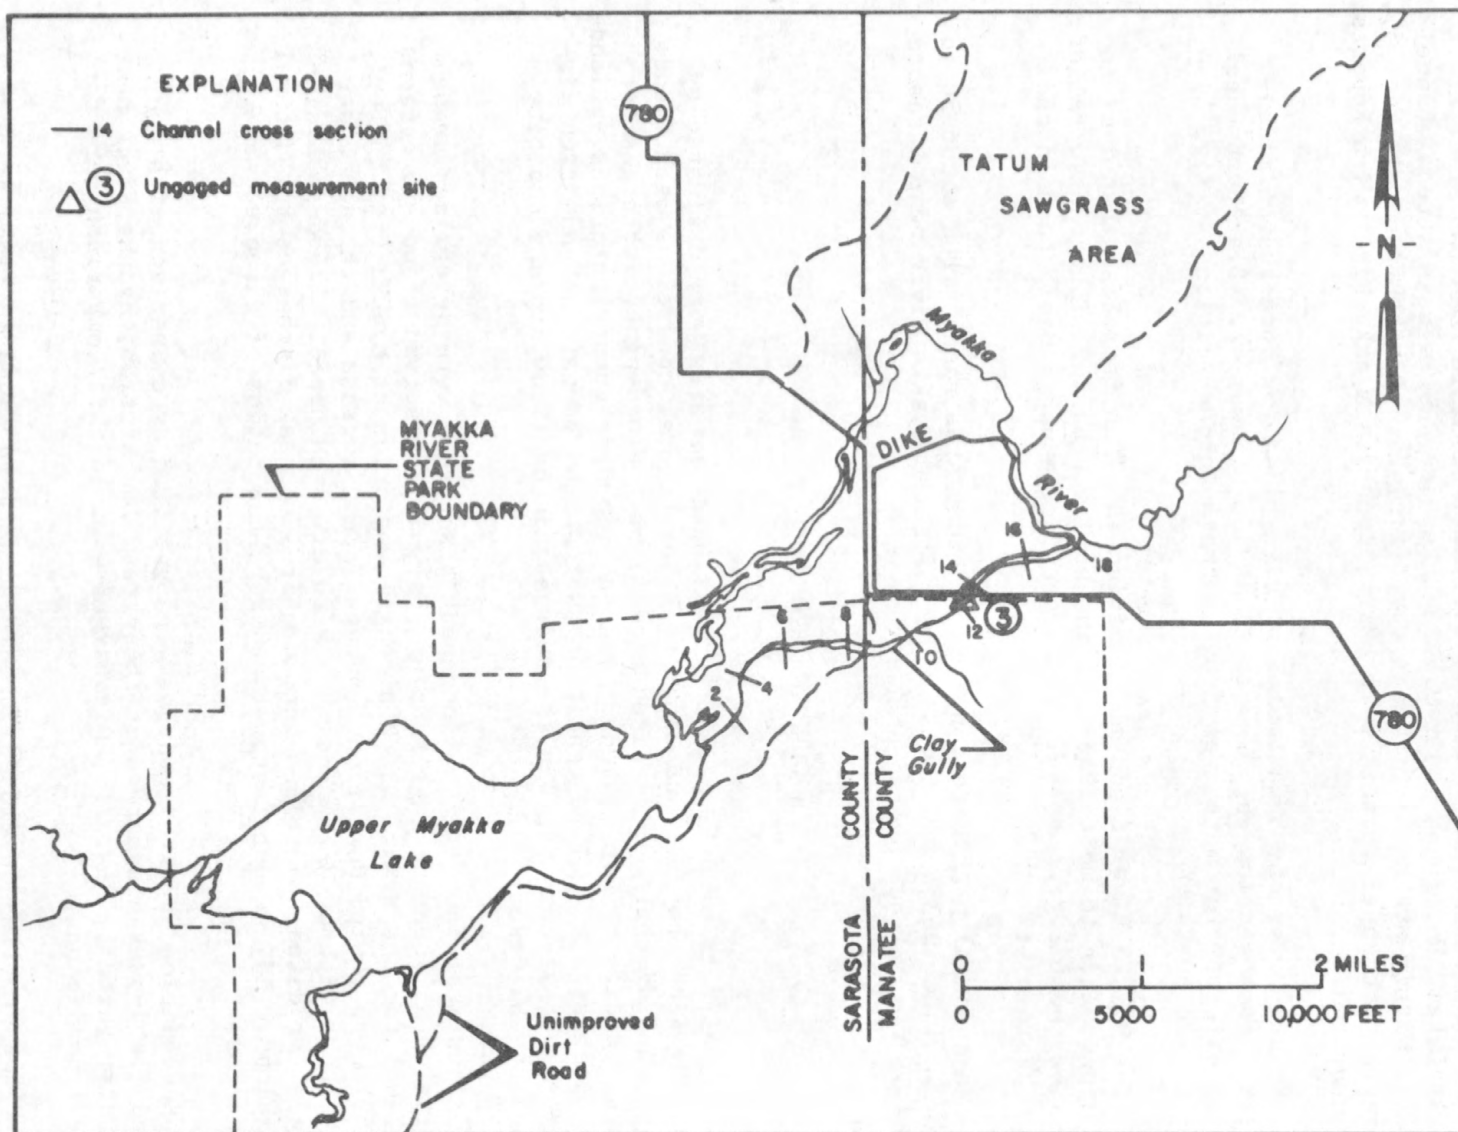 EXPLANATION
14 Channel cross section
3 Ungaged measurement site
780
TATUM
SAWGRASS
AREA
N
Myakka
River
DIKE
MYAKKA
RIVER
STATE
PARK
BOUNDARY
16
18
14
12
3
10
8
6
4
2
780
Clay
Gully
Upper Myakka
Lake
SARASOTA COUNTY
MANATEE COUNTY
0 2 MILES
0 5000 10,000 FEET
Unimproved
Dirt
Road